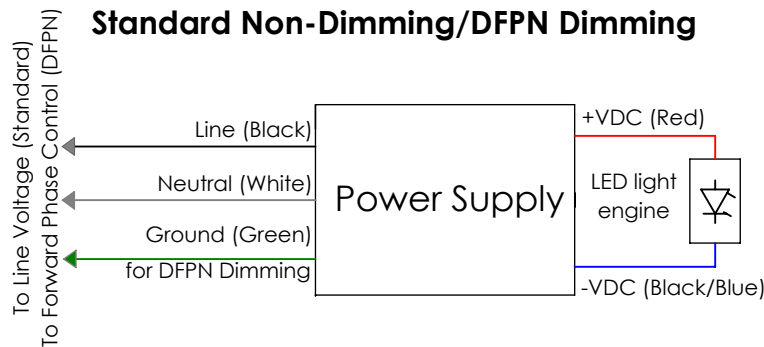 Standard Non-Dimming/DFPN Dimming
To Line Voltage (Standard)
To Forward Phase Control (DFPN)
Line (Black)
Neutral (White)
Ground (Green)
for DFPN Dimming
Power Supply
+VDC (Red)
LED light
engine
-VDC (Black/Blue)